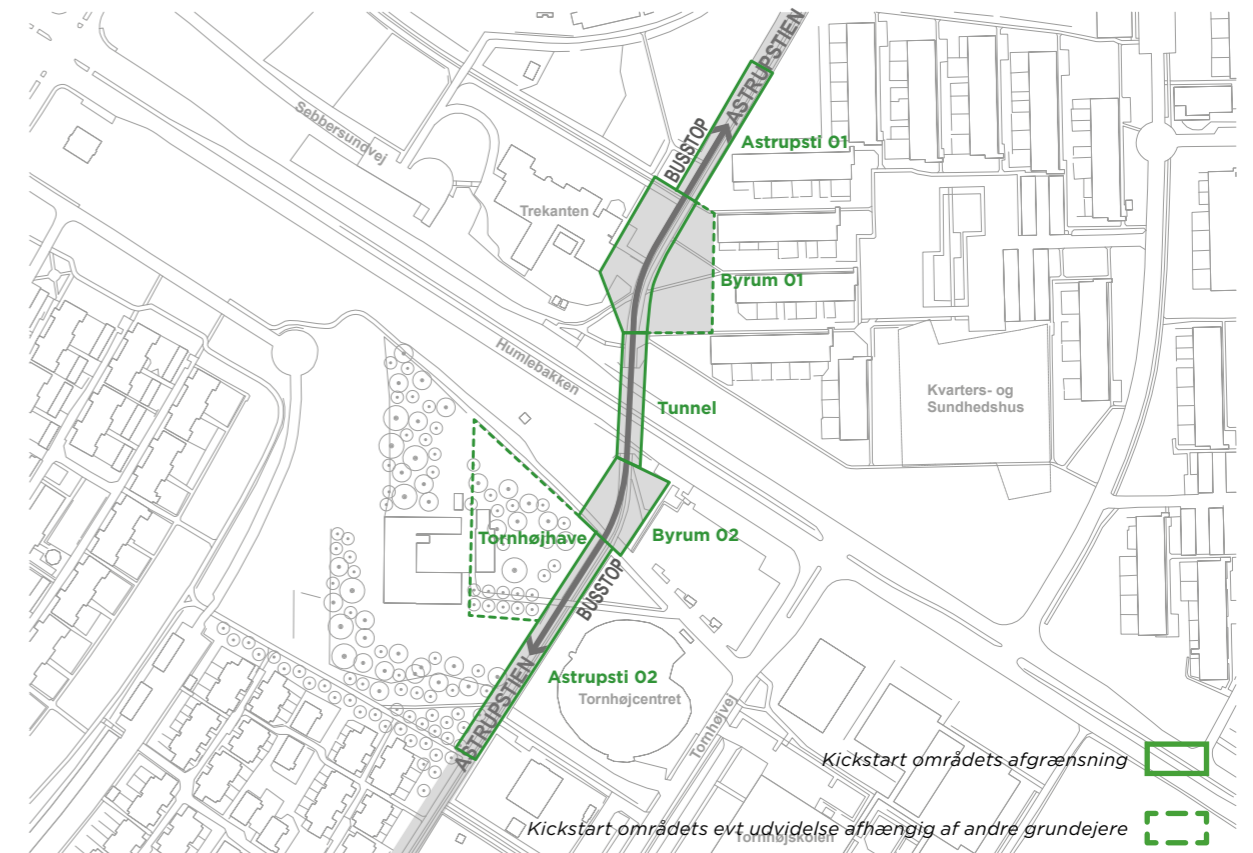 ASTRUPSTIEN
Sebbersundvej
BUSSTOP
Astrupsti 01
Trekanten
Byrum 01
Humlebakken
Kvarters- og
Sundhedshus
Tunnel
Tornhøjhave
Byrum 02
BUSSTOP
ASTRUPSTIEN
Astrupsti 02
Tornhøjcentret
Tornhøjvej
Kickstart områdets afgrænsning
Kickstart områdets evt udvidelse afhængig af andre grundejere
Tornhøjskolen